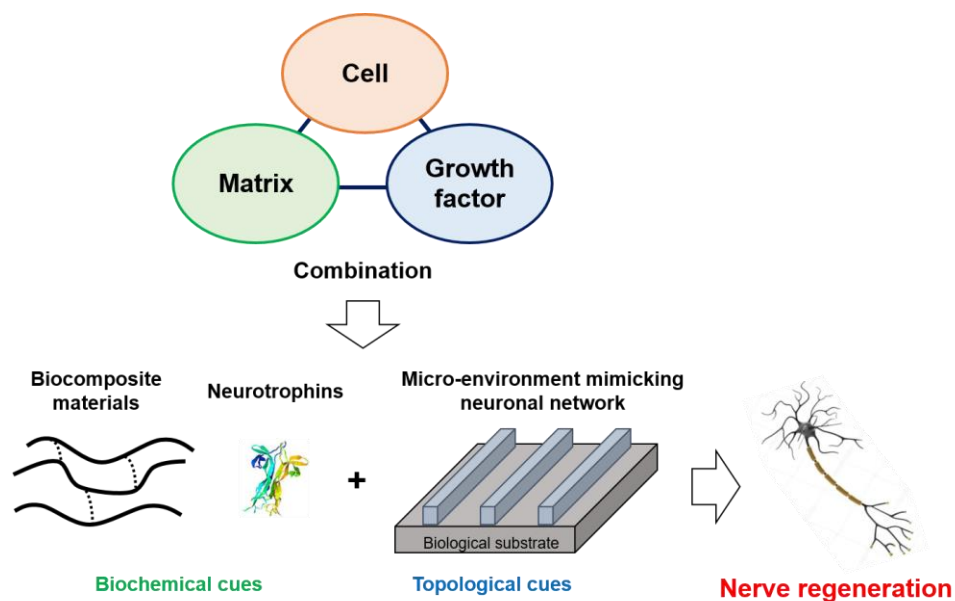 Cell
Matrix
Growth
factor
Combination
Biocomposite
materials
Neurotrophins
Micro-environment mimicking
neuronal network
+
Biological substrate
Biochemical cues
Topological cues
Nerve regeneration